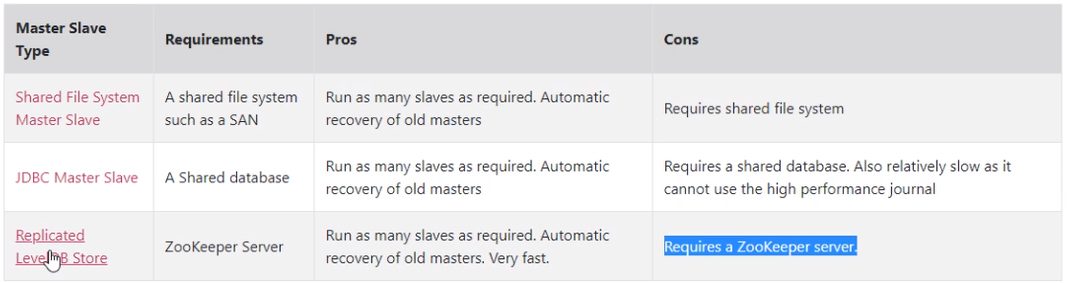 Master Slave
Type
Requirements
Pros
Cons
Shared File System
Master Slave
A shared file system
such as a SAN
Run as many slaves as required. Automatic
recovery of old masters
Requires shared file system
JDBC Master Slave
A Shared database
Run as many slaves as required. Automatic
recovery of old masters
Requires a shared database. Also relatively slow as it
cannot use the high performance journal
Replicated
Store
ZooKeeper Server
Run as many slaves as required. Automatic
recovery of old masters. Very fast.
Requires a ZooKeeper server.